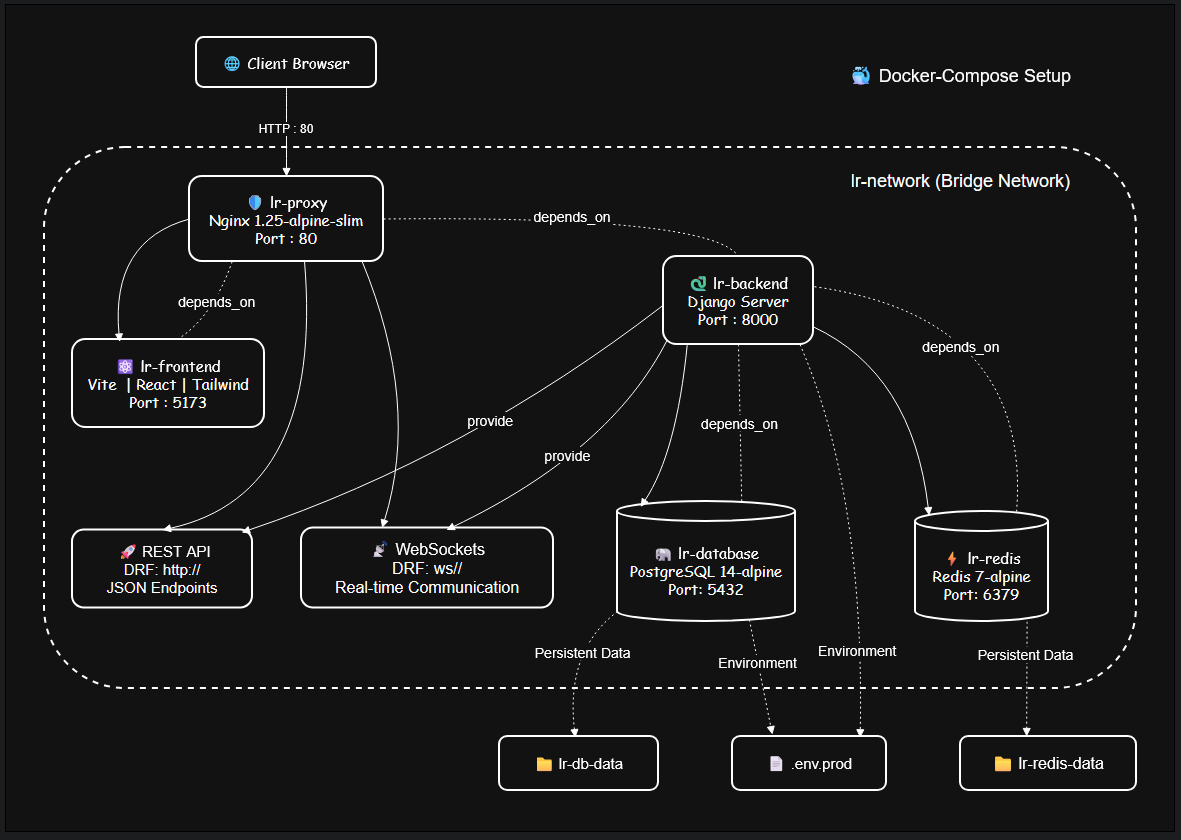 Client Browser
Docker-Compose Setup
HTTP : 80
lr-network (Bridge Network)
lr-proxy
Nginx 1.25-alpine-slim
Port : 80
depends_on
lr-backend
Django Server
Port : 8000
depends_on
depends_on
lr-frontend
Vite | React | Tailwind
Port : 5173
provide
depends_on
provide
REST API
DRF: http://
JSON Endpoints
WebSockets
DRF: ws//
Real-time Communication
lr-database
PostgreSQL 14-alpine
Port: 5432
lr-redis
Redis 7-alpine
Port: 6379
Persistent Data
Environment
Environment
Persistent Data
lr-db-data
.env.prod
lr-redis-data